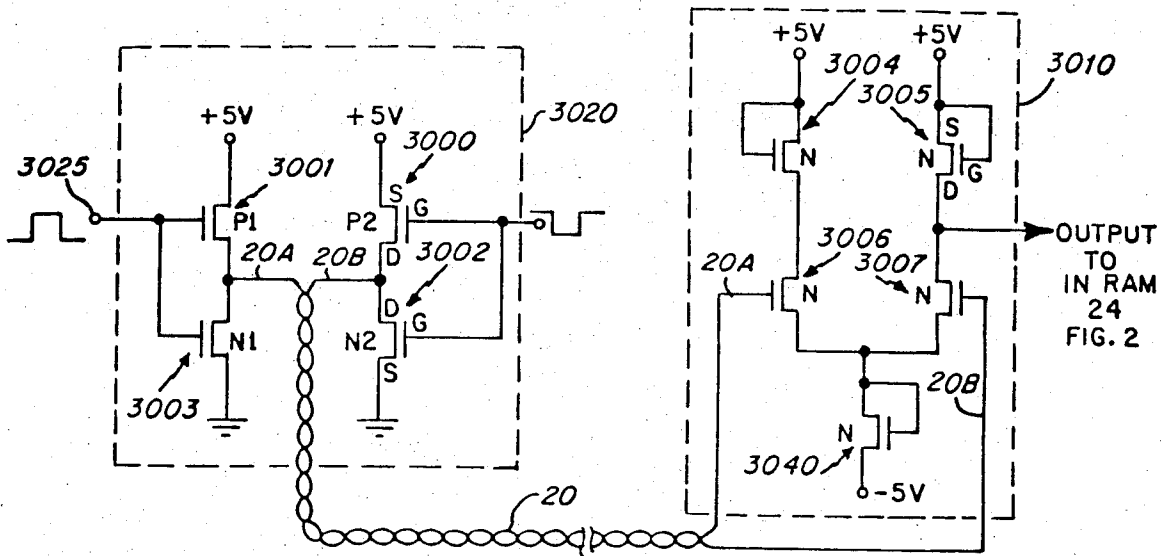 +5V
+5V
3004
+5V
3005
3010
+5V
+5V
3000
3020
3025
3001
S
G
P1
P2
D
3002
20A
20B
D
G
N1
N2
S
3003
N
S
N
G
D
3006
20A
3007
N
N
OUTPUT
TO
IN RAM
24
FIG. 2
20B
N
3040
-5V
20